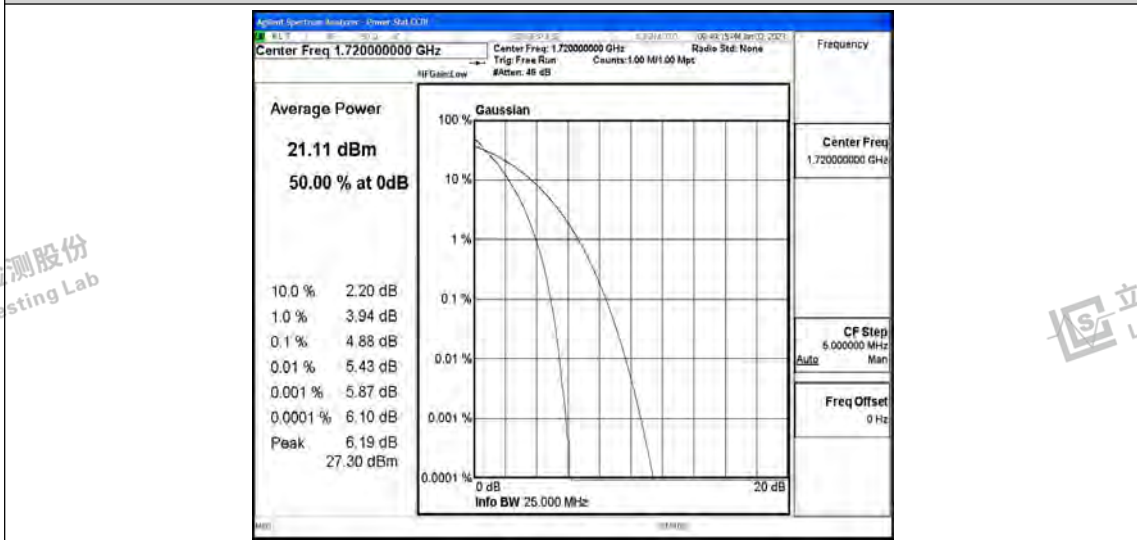 Agilent Spectrum Analyzer - Power Stat CCDF
Center Freq 1.720000000 GHz
Center Freq: 1.720000000 GHz
Radio Std: None
Trig: Free Run
Counts:1.00 M/1.00 Mpt
#IFGain:Low
#Atten: 46 dB
Frequency
Average Power
21.11 dBm
50.00 % at 0dB
10.0 % 2.20 dB
1.0 % 3.94 dB
0.1 % 4.88 dB
0.01 % 5.43 dB
0.001 % 5.87 dB
0.0001 % 6.10 dB
Peak 6.19 dB
27.30 dBm
Gaussian
100 %
10 %
1 %
0.1 %
0.01 %
0.001 %
0.0001 %
0 dB
20 dB
Info BW 25.000 MHz
Center Freq
1.720000000 GHz
CF Step
5.000000 MHz
Auto Man
Freq Offset
0 Hz
测股份
esting Lab
立